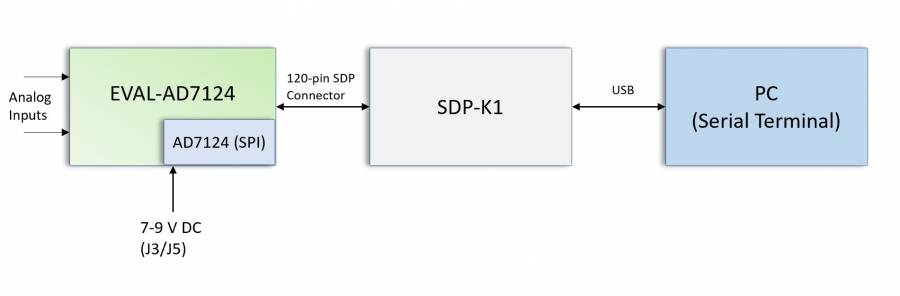 Analog
Inputs
EVAL-AD7124
AD7124 (SPI)
7-9 V DC
(J3/J5)
120-pin SDP
Connector
SDP-K1
USB
PC
(Serial Terminal)